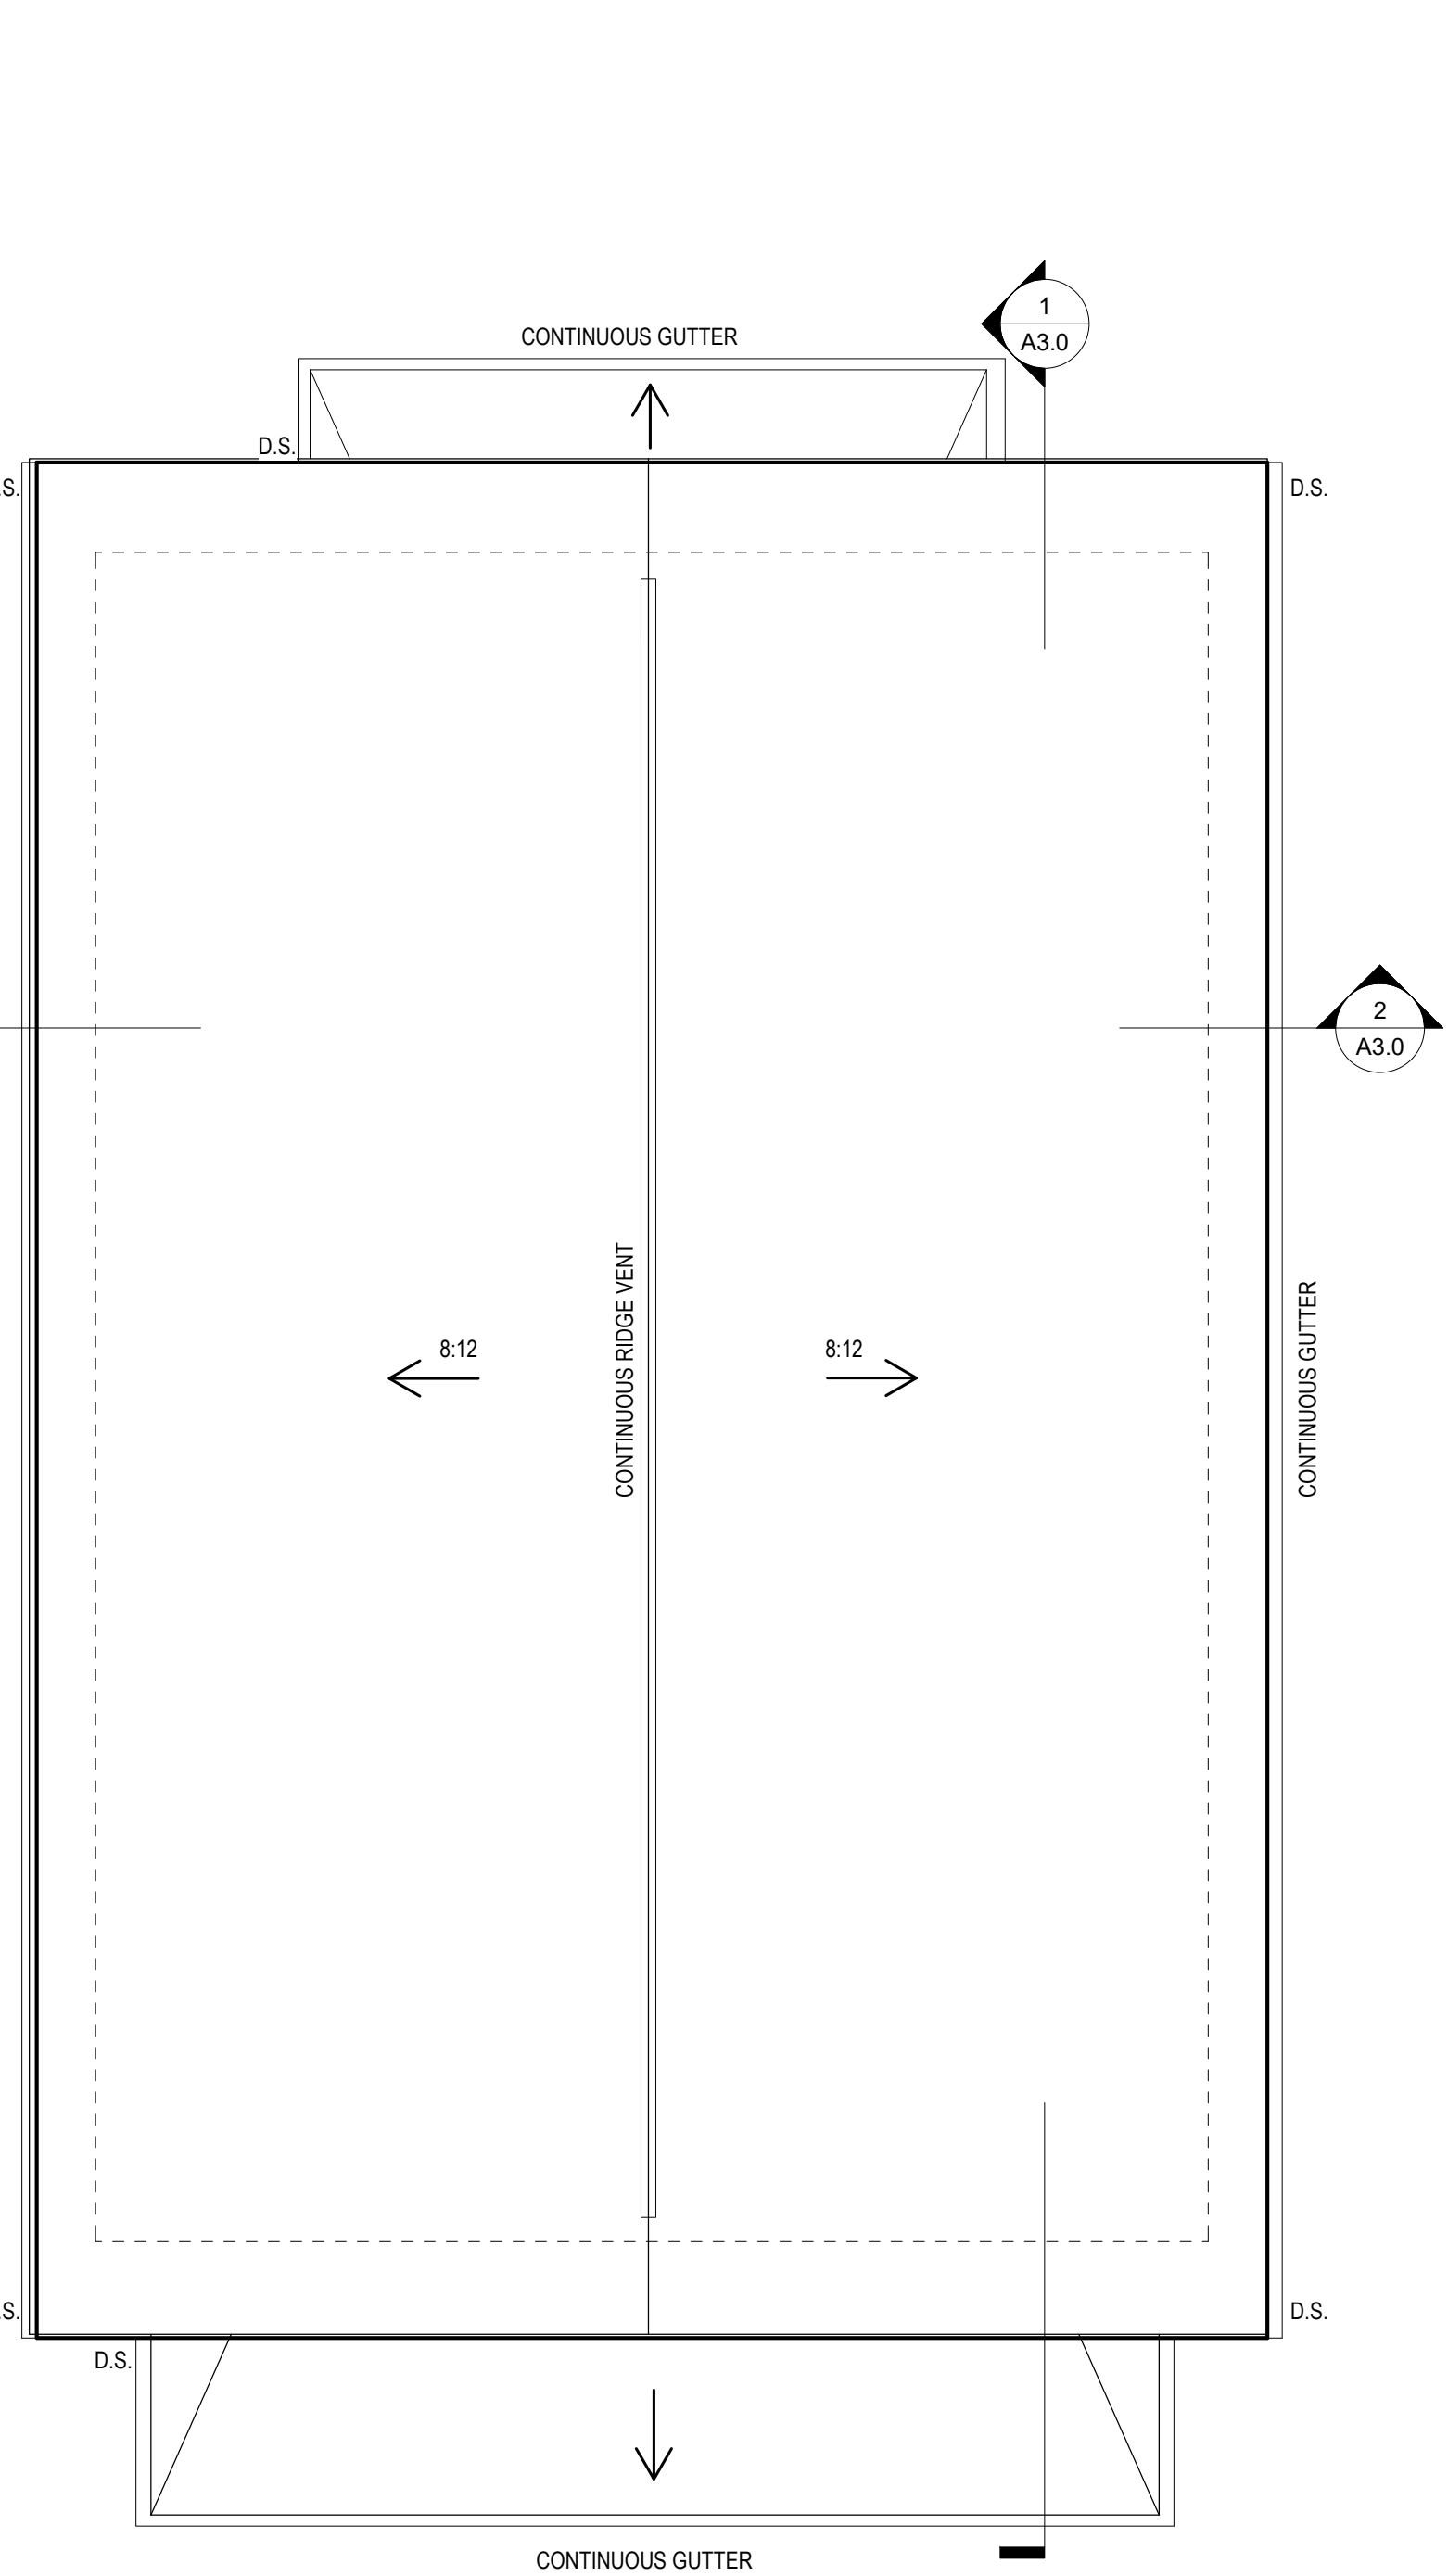 CONTINUOUS GUTTER
1
A3.0
D.S.
S.
D.S.
2
A3.0
CONTINUOUS RIDGE VENT
8:12
8:12
CONTINUOUS GUTTER
S.
D.S.
D.S.
CONTINUOUS GUTTER